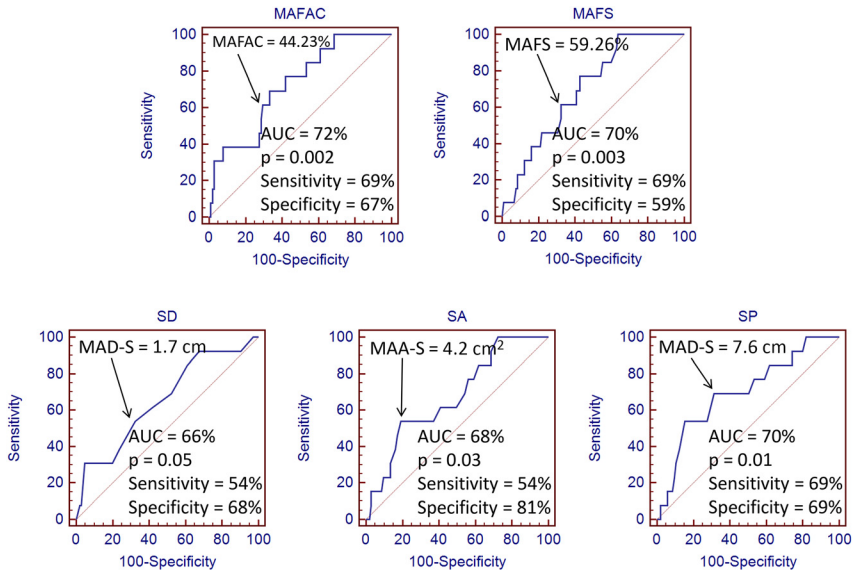 MAFAC
100
80
60
40
20
0
Sensitivity
MAFAC = 44.23%
AUC = 72%
p = 0.002
Sensitivity = 69%
Specificity = 67%
0 20 40 60 80 100
100-Specificity
MAFS
100
80
60
40
20
0
Sensitivity
MAFS = 59.26%
AUC = 70%
p = 0.003
Sensitivity = 69%
Specificity = 59%
0 20 40 60 80 100
100-Specificity
SD
100
80
60
40
20
0
Sensitivity
MAD-S = 1.7 cm
AUC = 66%
p = 0.05
Sensitivity = 54%
Specificity = 68%
0 20 40 60 80 100
100-Specificity
SA
100
80
60
40
20
0
Sensitivity
MAA-S = 4.2 cm²
AUC = 68%
p = 0.03
Sensitivity = 54%
Specificity = 81%
0 20 40 60 80 100
100-Specificity
SP
100
80
60
40
20
0
Sensitivity
MAD-S = 7.6 cm
AUC = 70%
p = 0.01
Sensitivity = 69%
Specificity = 69%
0 20 40 60 80 100
100-Specificity